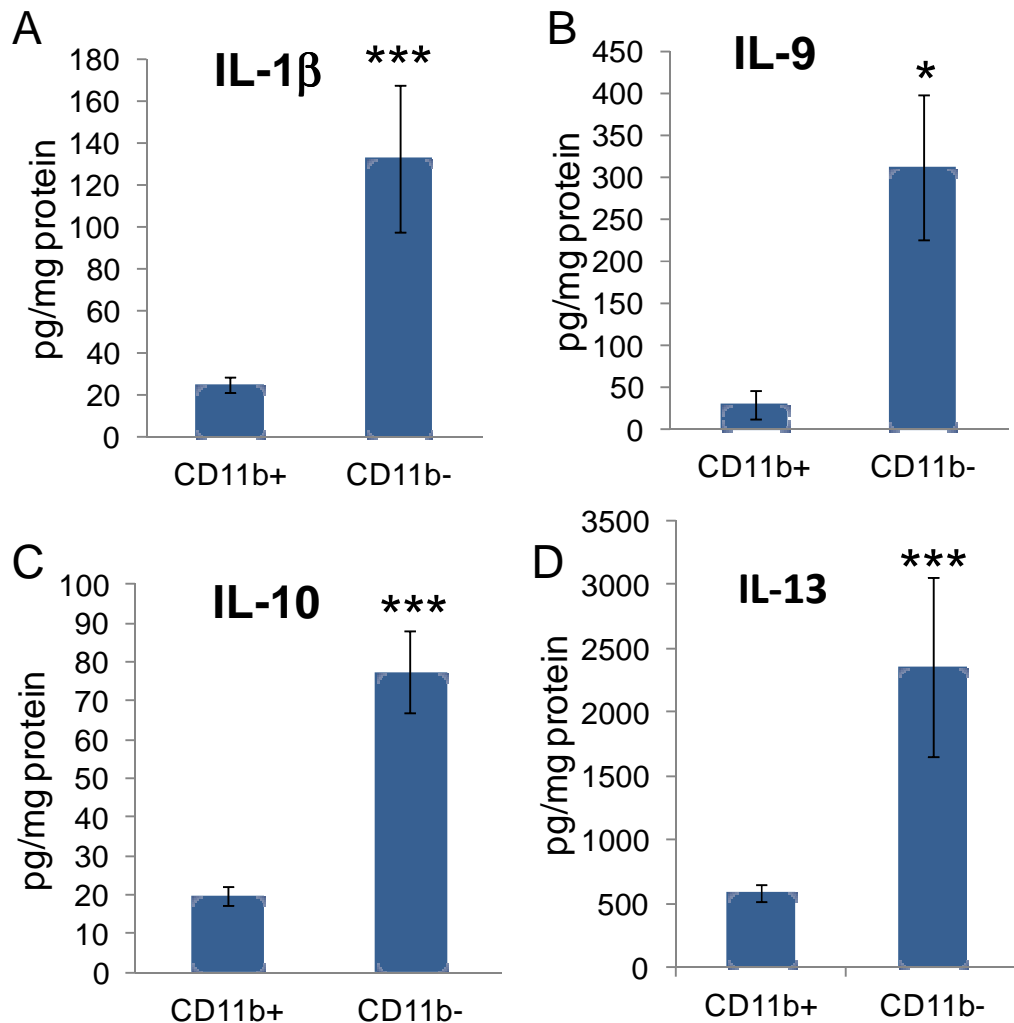 A
IL-1β
***
pg/mg protein
180
160
140
120
100
80
60
40
20
0
CD11b+ CD11b-
B
IL-9
*
pg/mg protein
450
400
350
300
250
200
150
100
50
0
CD11b+ CD11b-
C
IL-10
***
pg/mg protein
100
90
80
70
60
50
40
30
20
10
0
CD11b+ CD11b-
D
IL-13
***
pg/mg protein
3500
3000
2500
2000
1500
1000
500
0
CD11b+ CD11b-